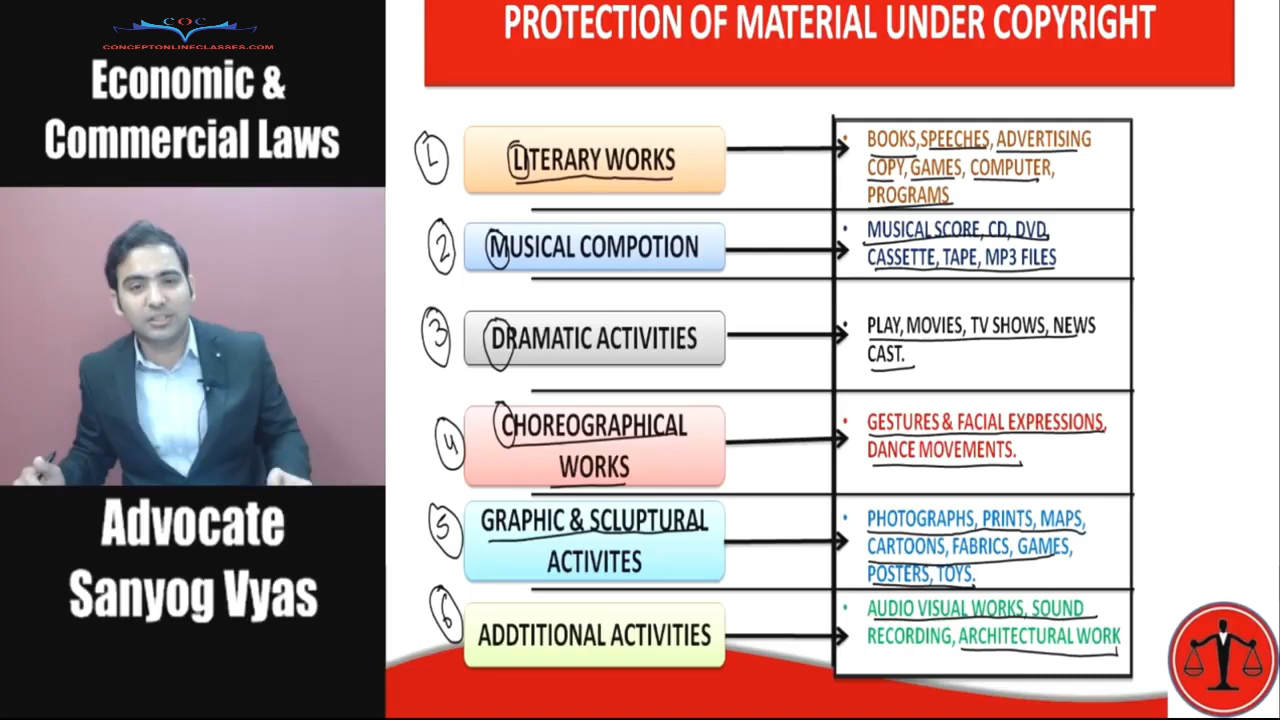 COC
CONCEPTONLINECLASSES.COM
Economic &
Commercial Laws
Advocate
Sanyog Vyas
PROTECTION OF MATERIAL UNDER COPYRIGHT
1
LITERARY WORKS
BOOKS,SPEECHES, ADVERTISING
COPY, GAMES, COMPUTER,
PROGRAMS
2
MUSICAL COMPOTION
MUSICAL SCORE, CD, DVD,
CASSETTE, TAPE, MP3 FILES
3
DRAMATIC ACTIVITIES
PLAY, MOVIES, TV SHOWS, NEWS
CAST.
4
CHOREOGRAPHICAL
WORKS
GESTURES & FACIAL EXPRESSIONS,
DANCE MOVEMENTS.
5
GRAPHIC & SCLUPTURAL
ACTIVITES
PHOTOGRAPHS, PRINTS, MAPS,
CARTOONS, FABRICS, GAMES,
POSTERS, TOYS.
6
ADDTITIONAL ACTIVITIES
AUDIO VISUAL WORKS, SOUND
RECORDING, ARCHITECTURAL WORK